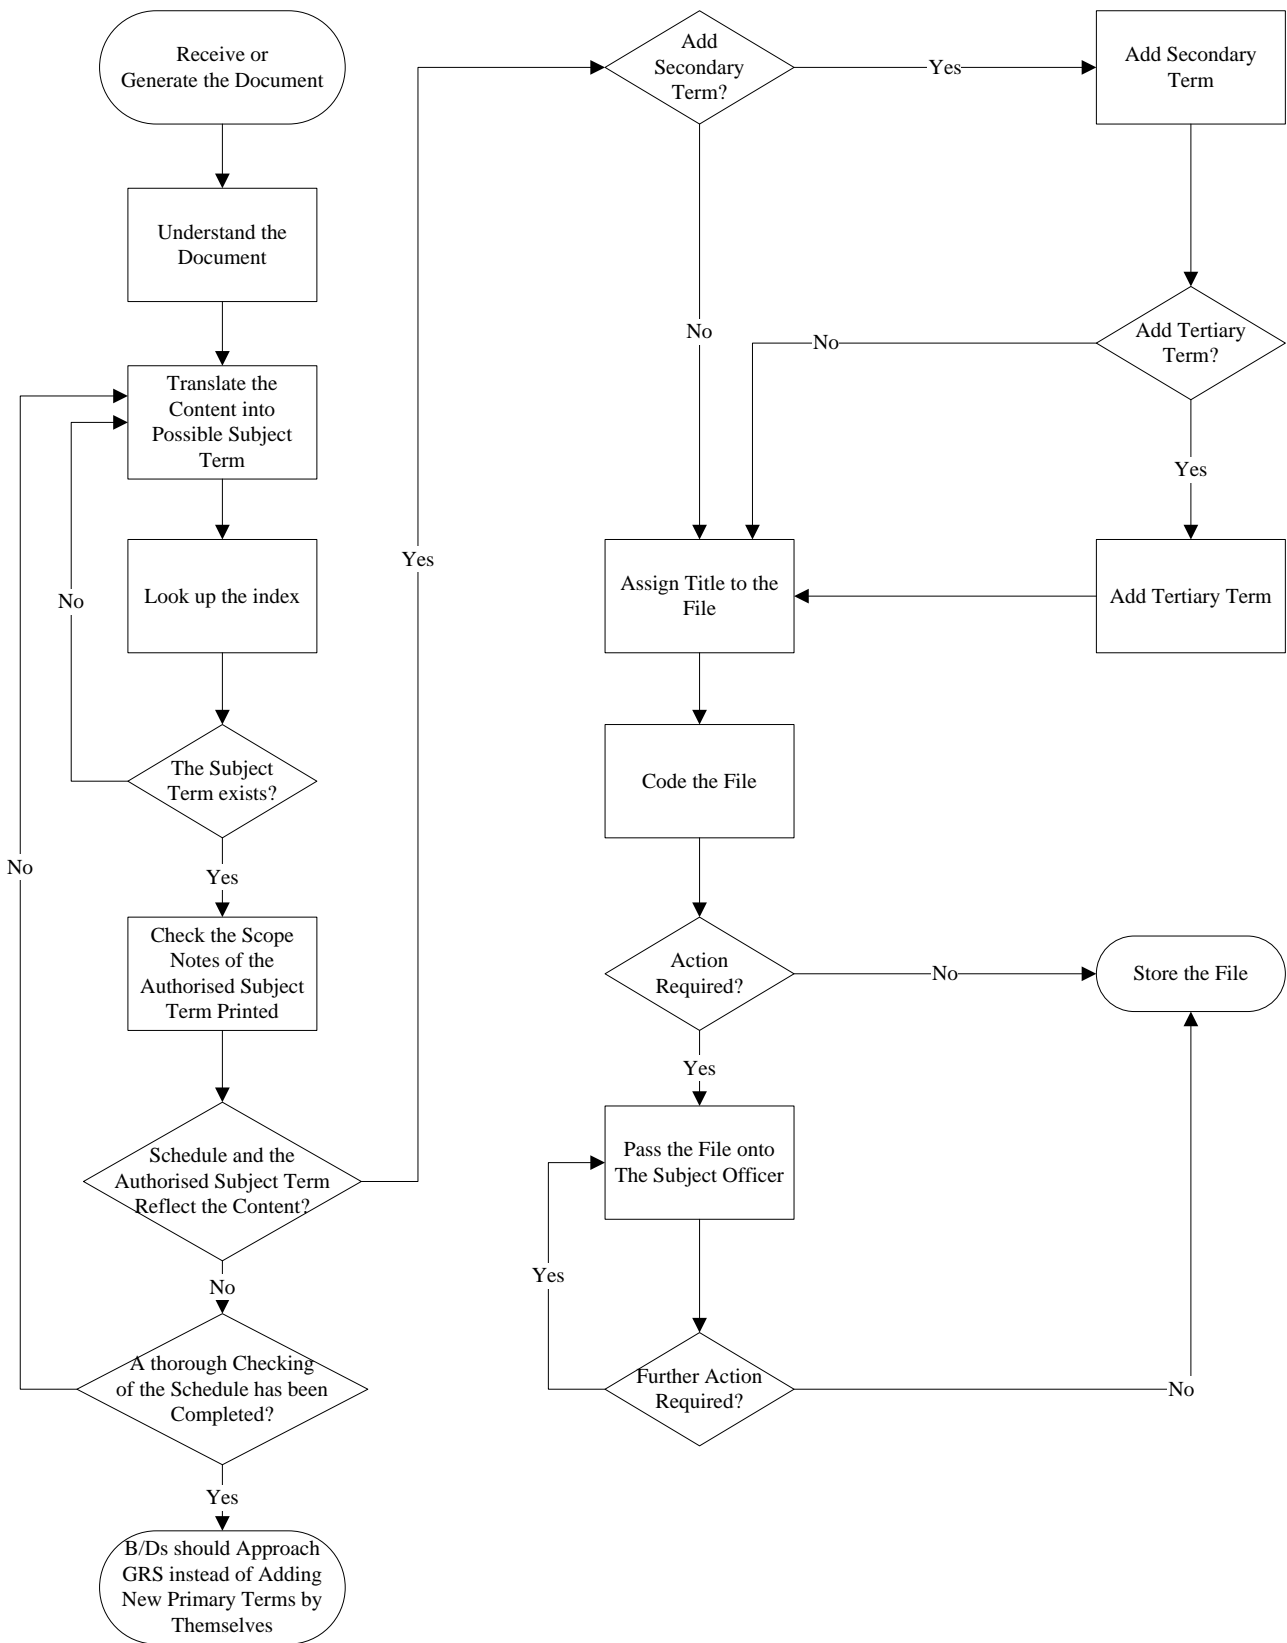 Receive or
Generate the Document
Understand the
Document
Translate the
Content into
Possible Subject
Term
Look up the index
No
The Subject
Term exists?
No
Yes
Check the Scope
Notes of the
Authorised Subject
Term Printed
Schedule and the
Authorised Subject Term
Reflect the Content?
Yes
No
A thorough Checking
of the Schedule has been
Completed?
Yes
B/Ds should Approach
GRS instead of Adding
New Primary Terms by
Themselves
Add
Secondary
Term?
Yes
Add Secondary
Term
No
Add Tertiary
Term?
No
Yes
Assign Title to the
File
Add Tertiary Term
Code the File
Action
Required?
No
Store the File
Yes
Pass the File onto
The Subject Officer
Yes
Further Action
Required?
No